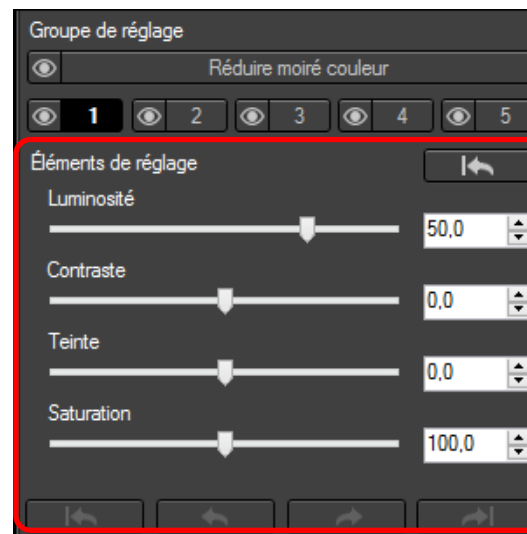 Groupe de réglage
Réduire moiré couleur
1 2 3 4 5
Éléments de réglage
Luminosité
50,0
Contraste
0,0
Teinte
0,0
Saturation
100,0